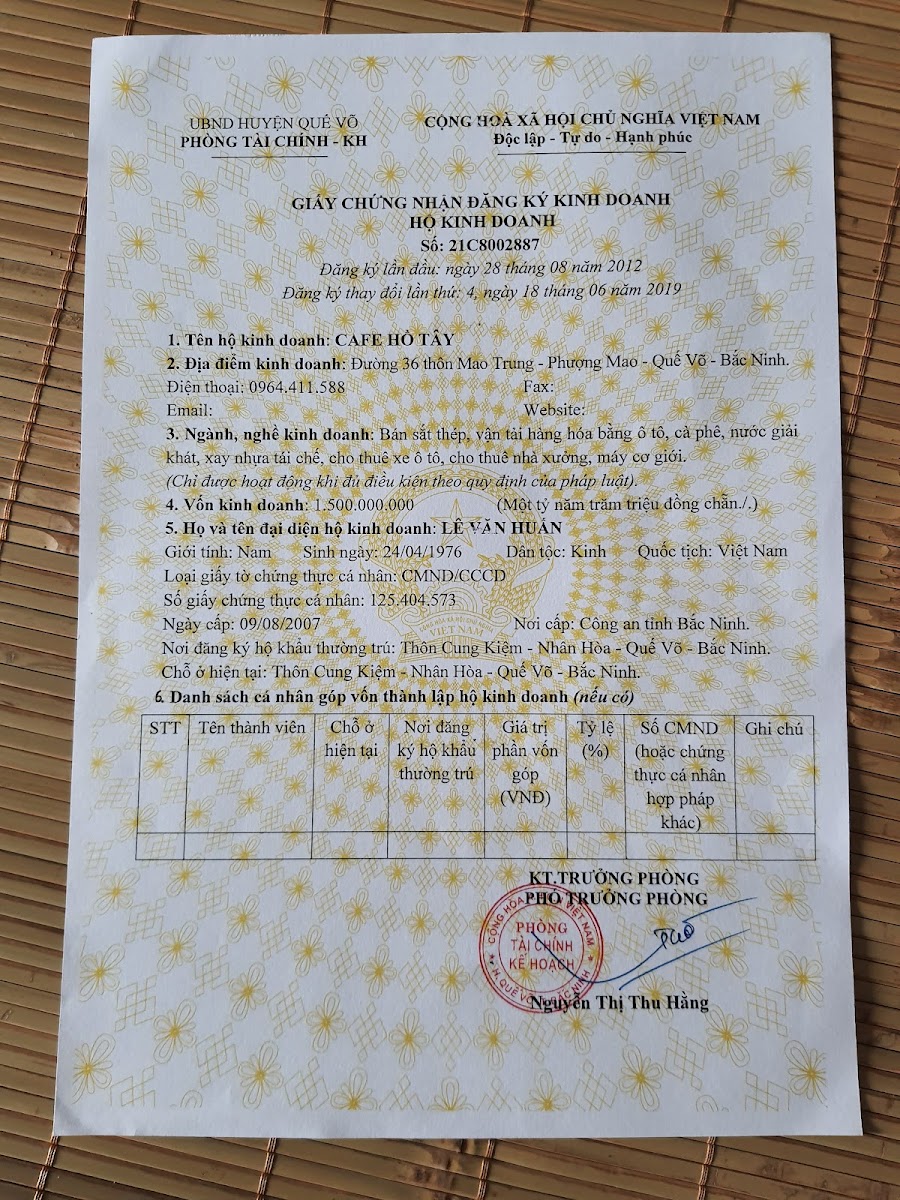 UBND HUYỆN QUẾ VÕ
PHÒNG TÀI CHÍNH - KH
CỘNG HOÀ XÃ HỘI CHỦ NGHĨA VIỆT NAM
Độc lập - Tự do - Hạnh phúc
GIẤY CHỨNG NHẬN ĐĂNG KÝ KINH DOANH
HỘ KINH DOANH
Số: 21C8002887
Đăng ký lần đầu: ngày 28 tháng 08 năm 2012
Đăng ký thay đổi lần thứ: 4, ngày 18 tháng 06 năm 2019
1. Tên hộ kinh doanh: CAFE HỒ TÂY
2. Địa điểm kinh doanh: Đường 36 thôn Mao Trung - Phượng Mao - Quế Võ - Bắc Ninh.
Điện thoại: 0964.411.588 Fax:
Email: Website:
3. Ngành, nghề kinh doanh: Bán sắt thép, vận tải hàng hóa bằng ô tô, cà phê, nước giải
khát, xay nhựa tái chế, cho thuê xe ô tô, cho thuê nhà xưởng, máy cơ giới.
(Chỉ được hoạt động khi đủ điều kiện theo quy định của pháp luật).
4. Vốn kinh doanh: 1.500.000.000 (Một tỷ năm trăm triệu đồng chẵn./.)
5. Họ và tên đại diện hộ kinh doanh: LÊ VĂN HUÂN
Giới tính: Nam Sinh ngày: 24/04/1976 Dân tộc: Kinh Quốc tịch: Việt Nam
Loại giấy tờ chứng thực cá nhân: CMND/CCCD
Số giấy chứng thực cá nhân: 125.404.573
Ngày cấp: 09/08/2007 Nơi cấp: Công an tỉnh Bắc Ninh.
Nơi đăng ký hộ khẩu thường trú: Thôn Cung Kiệm - Nhân Hòa - Quế Võ - Bắc Ninh.
Chỗ ở hiện tại: Thôn Cung Kiệm - Nhân Hòa - Quế Võ - Bắc Ninh.
6. Danh sách cá nhân góp vốn thành lập hộ kinh doanh (nếu có)
STT Tên thành viên Chỗ ở Nơi đăng Giá trị Tỷ lệ Số CMND Ghi chú
hiện tại ký hộ khẩu phần vốn (%) (hoặc chứng
thường trú góp thực cá nhân
(VNĐ) hợp pháp
khác)
KT.TRƯỞNG PHÒNG
PHÓ TRƯỞNG PHÒNG
CỘNG HÒA VIỆT NAM
PHÒNG
TÀI CHÍNH
KẾ HOẠCH
H. QUẾ VÕ BẮC NINH
Nguyễn Thị Thu Hằng
VIỆT NAM